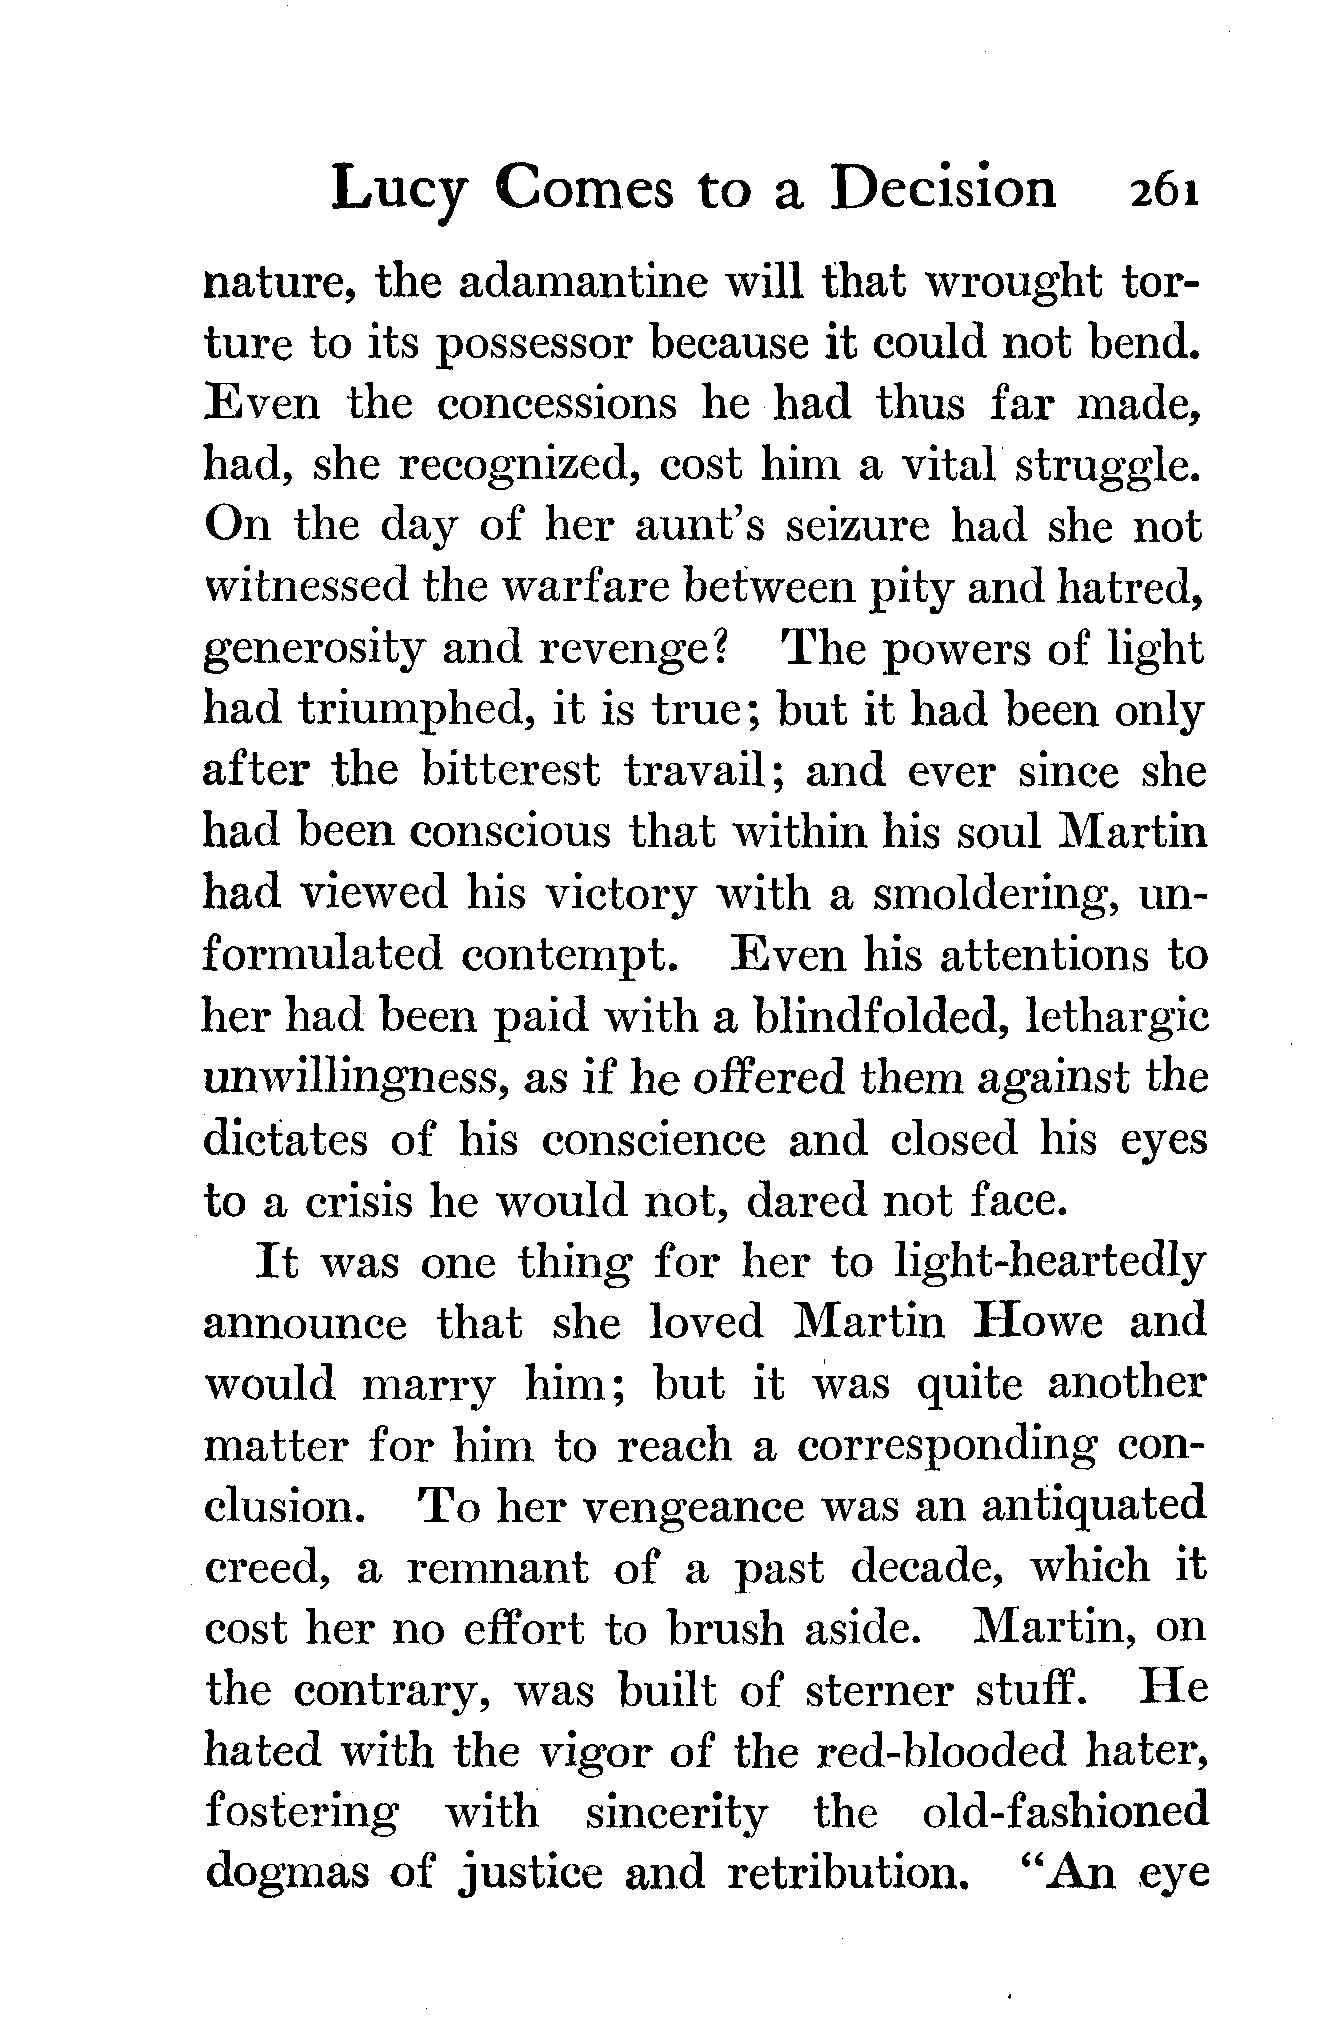 Lucy Comes to a Decision 261
nature, the adamantine will that wrought tor-
ture to its possessor because it could not bend.
Even the concessions he had thus far made,
had, she recognized, cost him a vital struggle.
On the day of her aunt's seizure had she not
witnessed the warfare between pity and hatred,
generosity and revenge? The powers of light
had triumphed, it is true; but it had been only
after the bitterest travail; and ever since she
had been conscious that within his soul Martin
had viewed his victory with a smoldering, un-
formulated contempt. Even his attentions to
her had been paid with a blindfolded, lethargic
unwillingness, as if he offered them against the
dictates of his conscience and closed his eyes
to a crisis he would not, dared not face.
It was one thing for her to light-heartedly
announce that she loved Martin Howe and
would marry him; but it was quite another
matter for him to reach a corresponding con-
clusion. To her vengeance was an antiquated
creed, a remnant of a past decade, which it
cost her no effort to brush aside. Martin, on
the contrary, was built of sterner stuff. He
hated with the vigor of the red-blooded hater,
fostering with sincerity the old-fashioned
dogmas of justice and retribution. "An eye